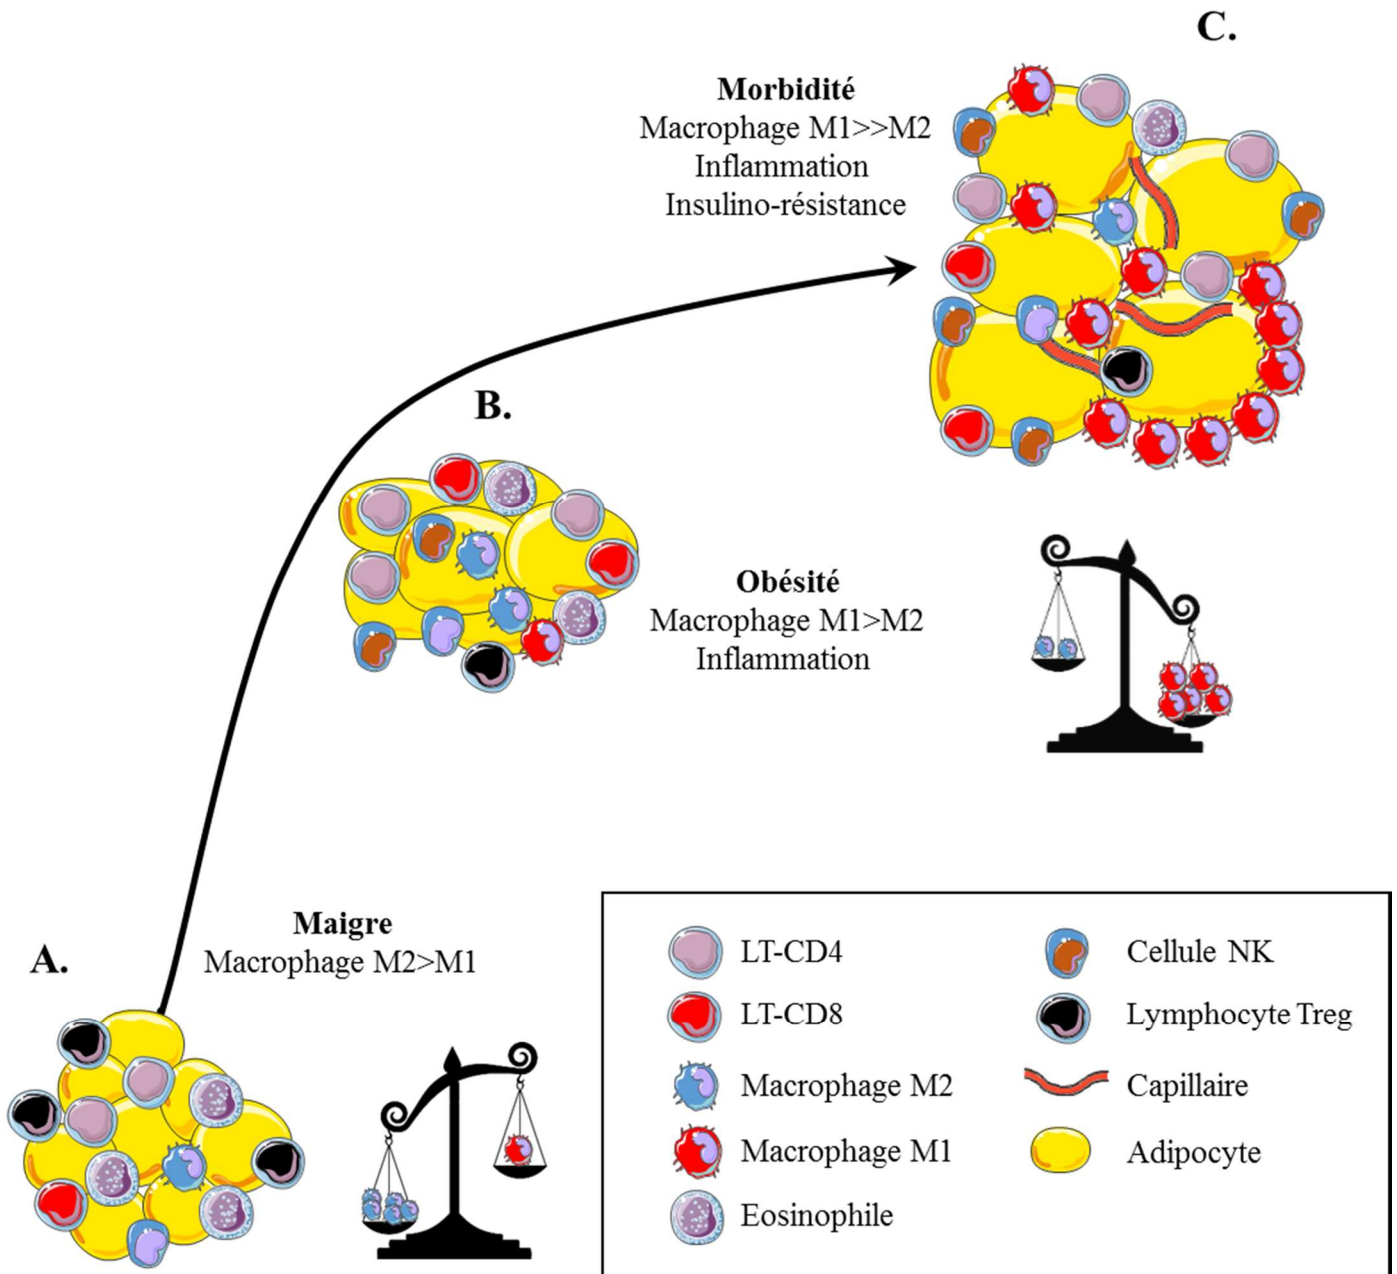 C.
Morbidité
Macrophage M1>>M2
Inflammation
Insulino-résistance
B.
Obésité
Macrophage M1>M2
Inflammation
A.
Maigre
Macrophage M2>M1
LT-CD4
LT-CD8
Macrophage M2
Macrophage M1
Eosinophile
Cellule NK
Lymphocyte Treg
Capillaire
Adipocyte